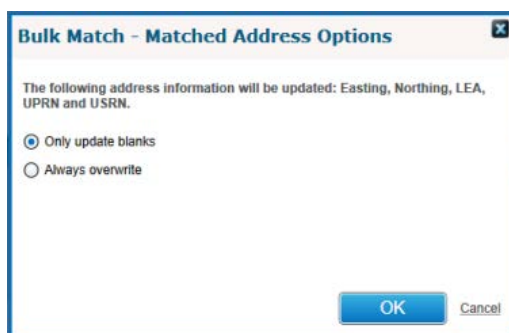 Bulk Match - Matched Address Options
The following address information will be updated: Easting, Northing, LEA,
UPRN and USRN.
Only update blanks
Always overwrite
OK Cancel